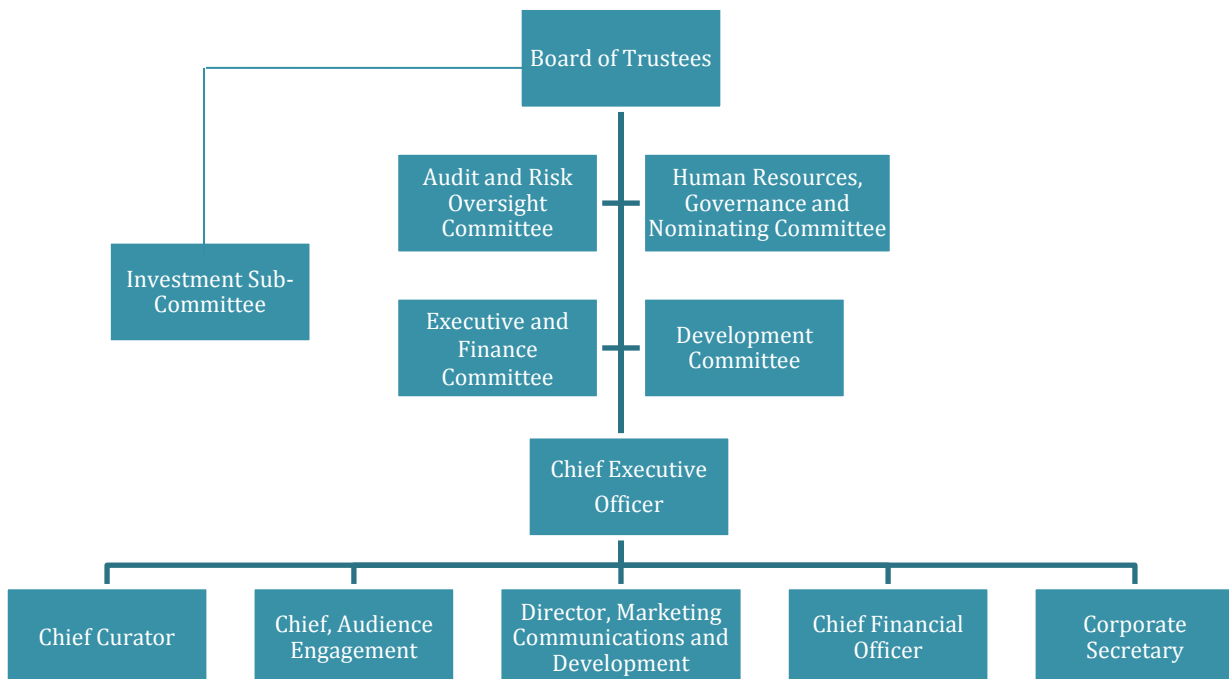 Board of Trustees
Audit and Risk
Oversight
Committee
Human Resources,
Governance and
Nominating Committee
Investment Sub-
Committee
Executive and
Finance
Committee
Development
Committee
Chief Executive
Officer
Chief Curator
Chief, Audience
Engagement
Director, Marketing
Communications and
Development
Chief Financial
Officer
Corporate
Secretary